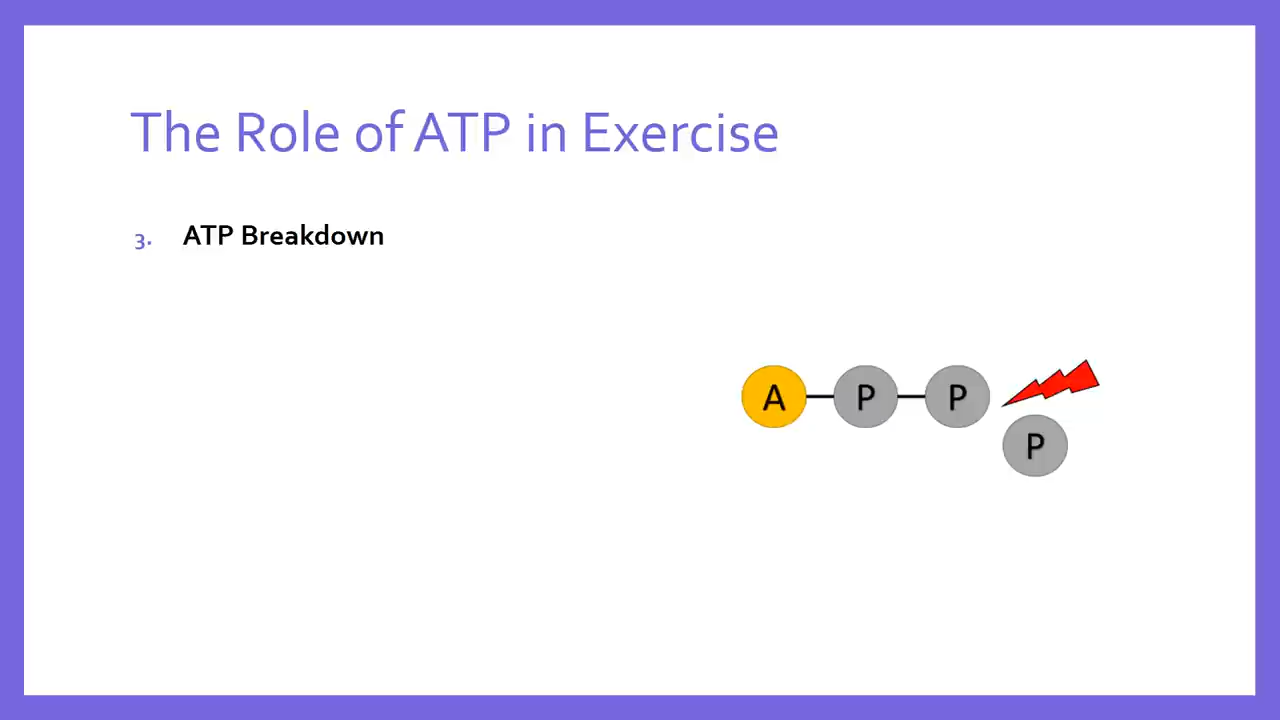 The Role of ATP in Exercise
3. ATP Breakdown
A P P
P